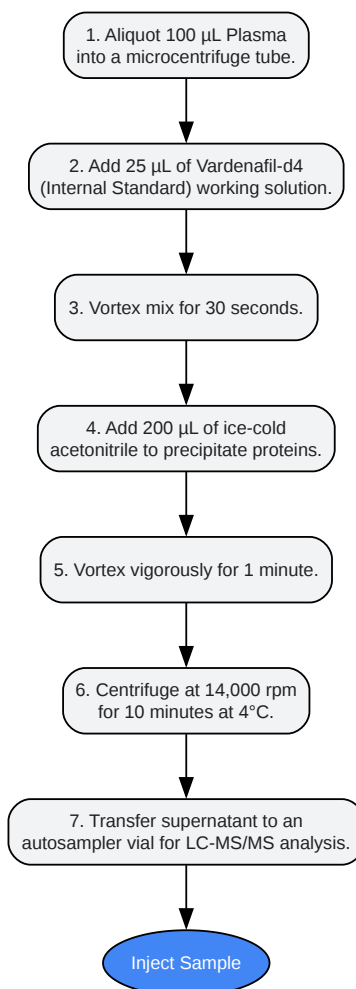 1. Aliquot 100 µL Plasma
into a microcentrifuge tube.
2. Add 25 µL of Vardenafil-d4
(Internal Standard) working solution.
3. Vortex mix for 30 seconds.
4. Add 200 µL of ice-cold
acetonitrile to precipitate proteins.
5. Vortex vigorously for 1 minute.
6. Centrifuge at 14,000 rpm
for 10 minutes at 4°C.
7. Transfer supernatant to an
autosampler vial for LC-MS/MS analysis.
Inject Sample